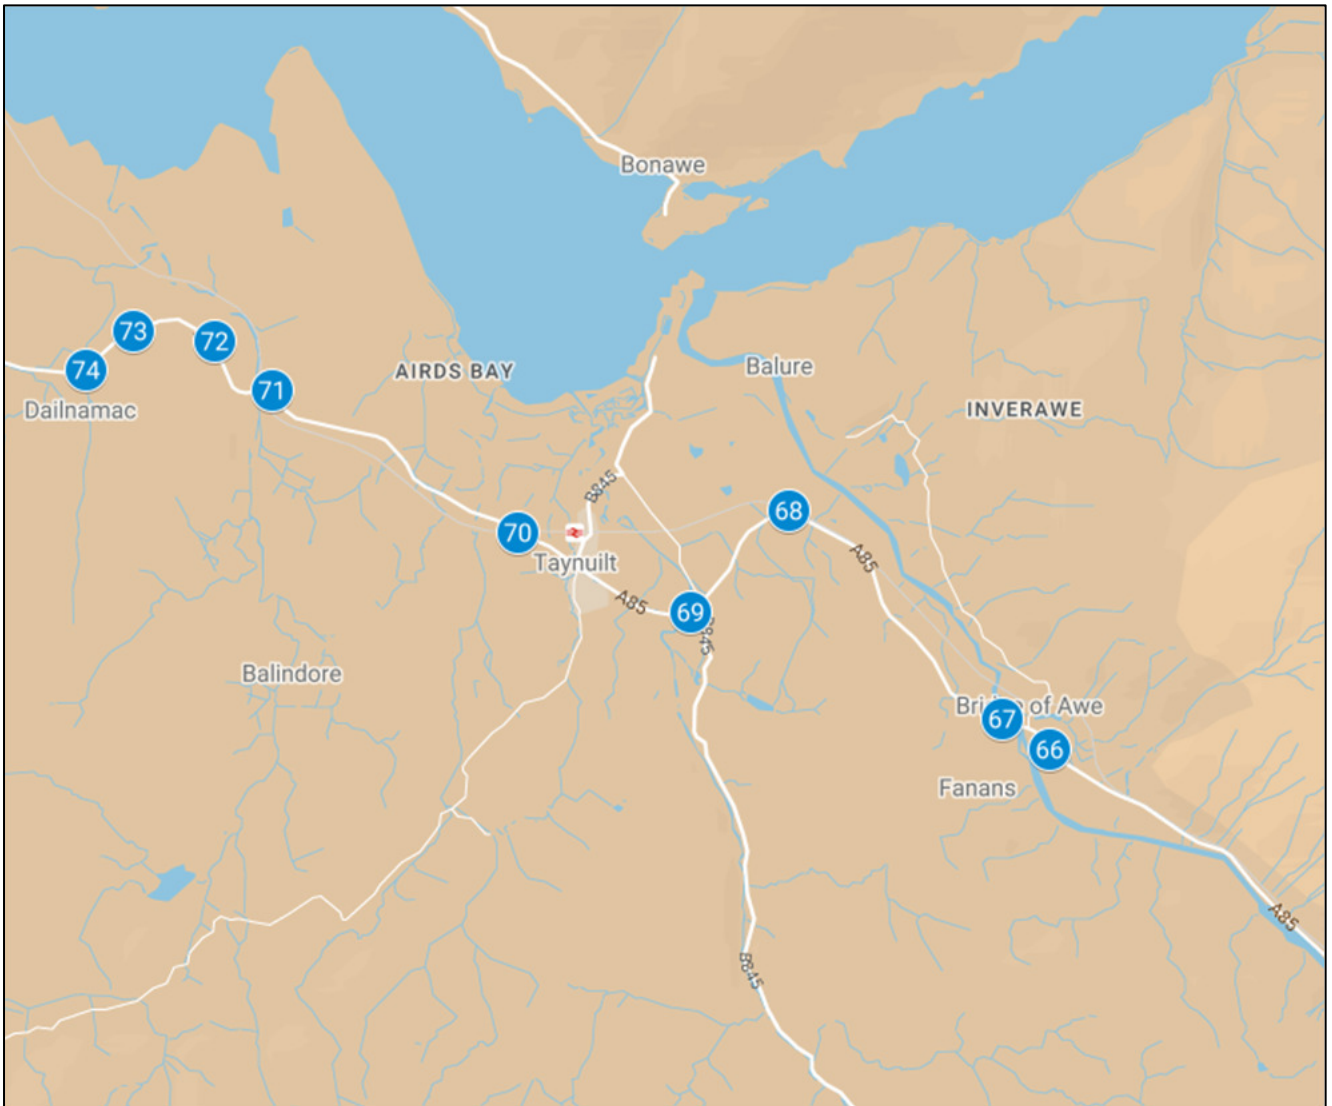 Bonawe
73
72
74
71
AIRDS BAY
Balure
Dailnamac
INVERAWE
B845
68
70
Taynuilt
A85
A85
69
B845
Balindore
Bridge of Awe
67
66
Fanans
A85
B845